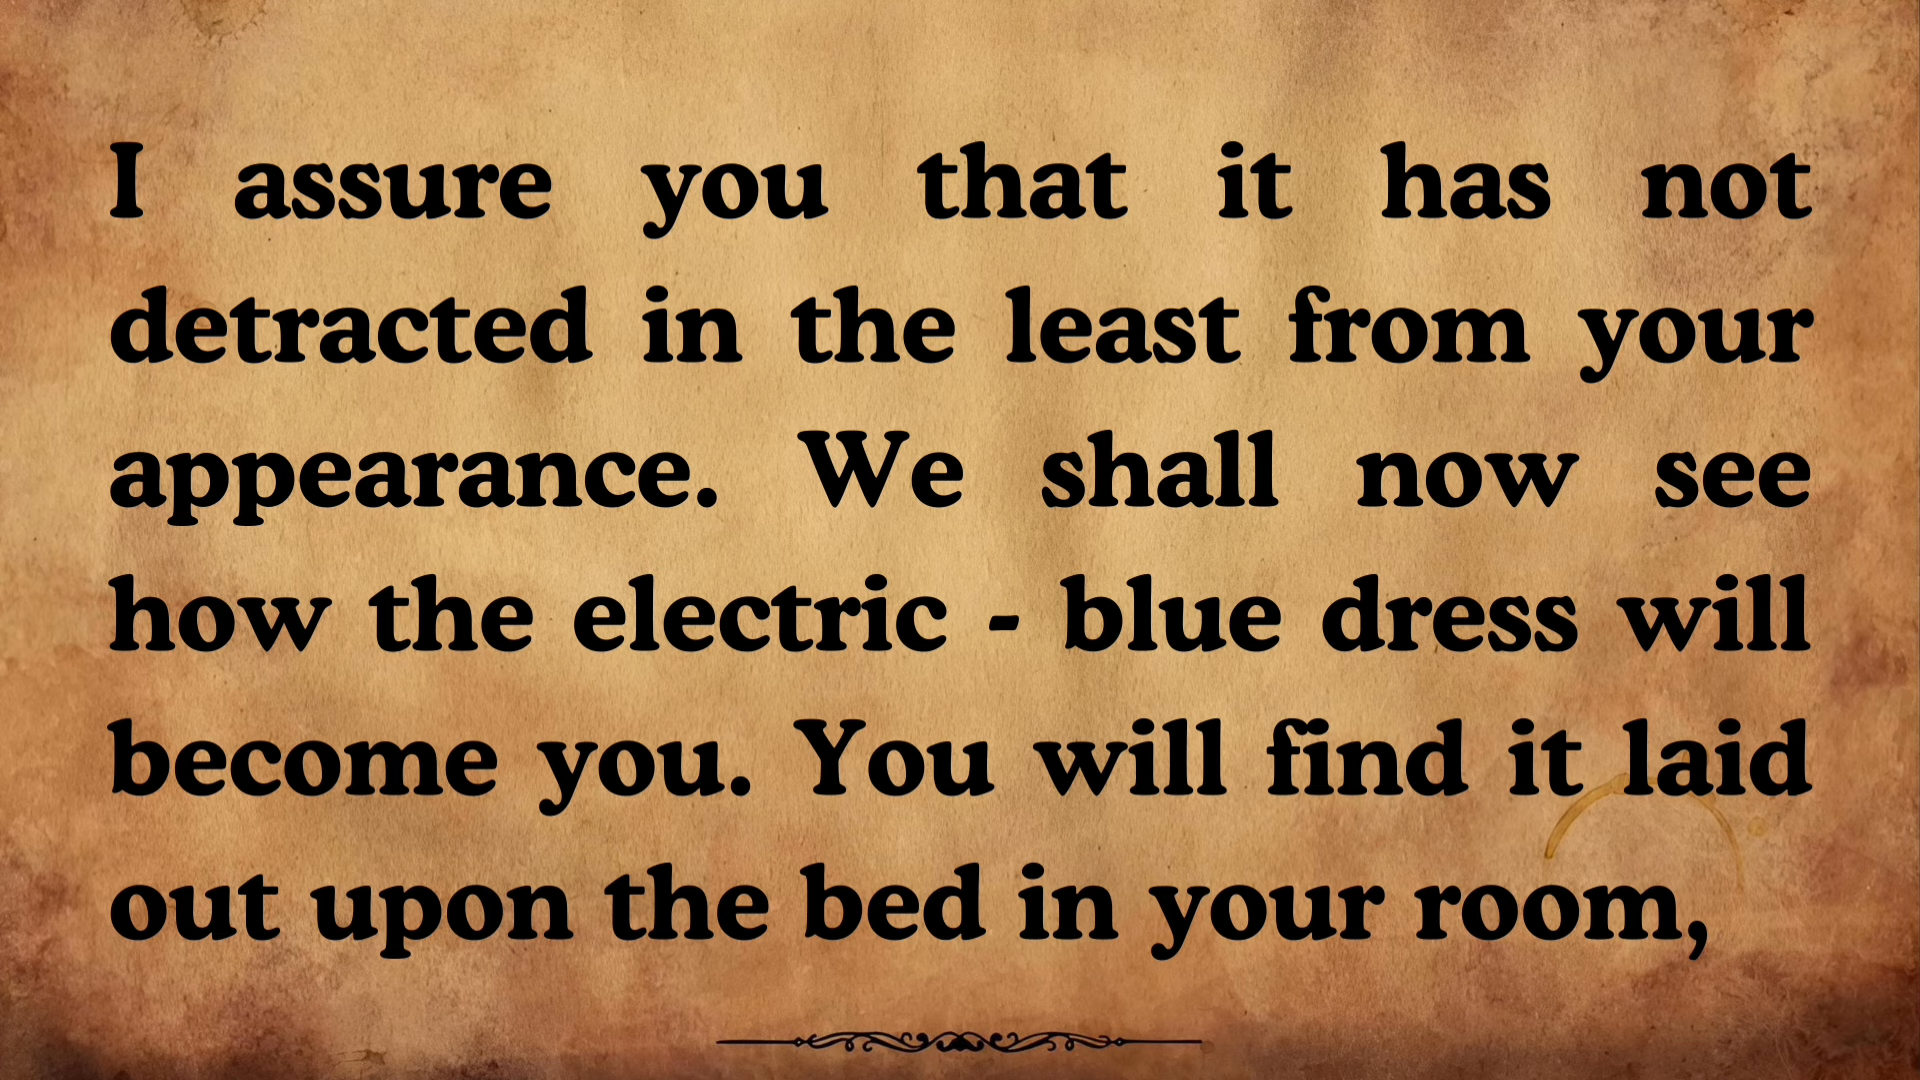 I assure you that it has not
detracted in the least from your
appearance. We shall now see
how the electric - blue dress will
become you. You will find it laid
out upon the bed in your room,